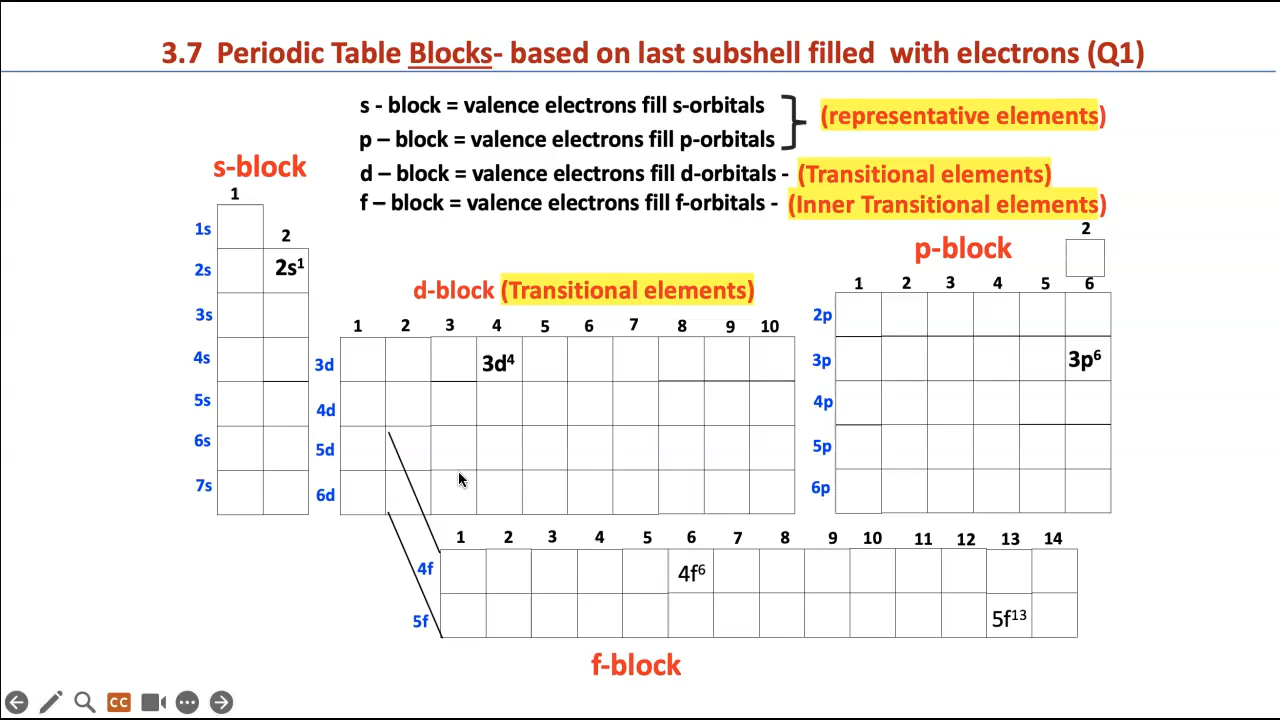 3.7 Periodic Table Blocks- based on last subshell filled with electrons (Q1)
s - block = valence electrons fill s-orbitals
p – block = valence electrons fill p-orbitals
(representative elements)
d – block = valence electrons fill d-orbitals - (Transitional elements)
f – block = valence electrons fill f-orbitals - (Inner Transitional elements)
s-block
1
2
1s
2s
2s¹
3s
4s
5s
6s
7s
d-block (Transitional elements)
1 2 3 4 5 6 7 8 9 10
3d
3d⁴
4d
5d
6d
p-block
2
1 2 3 4 5 6
2p
3p
3p⁶
4p
5p
6p
1 2 3 4 5 6 7 8 9 10 11 12 13 14
4f
4f⁶
5f
5f¹³
f-block
CC